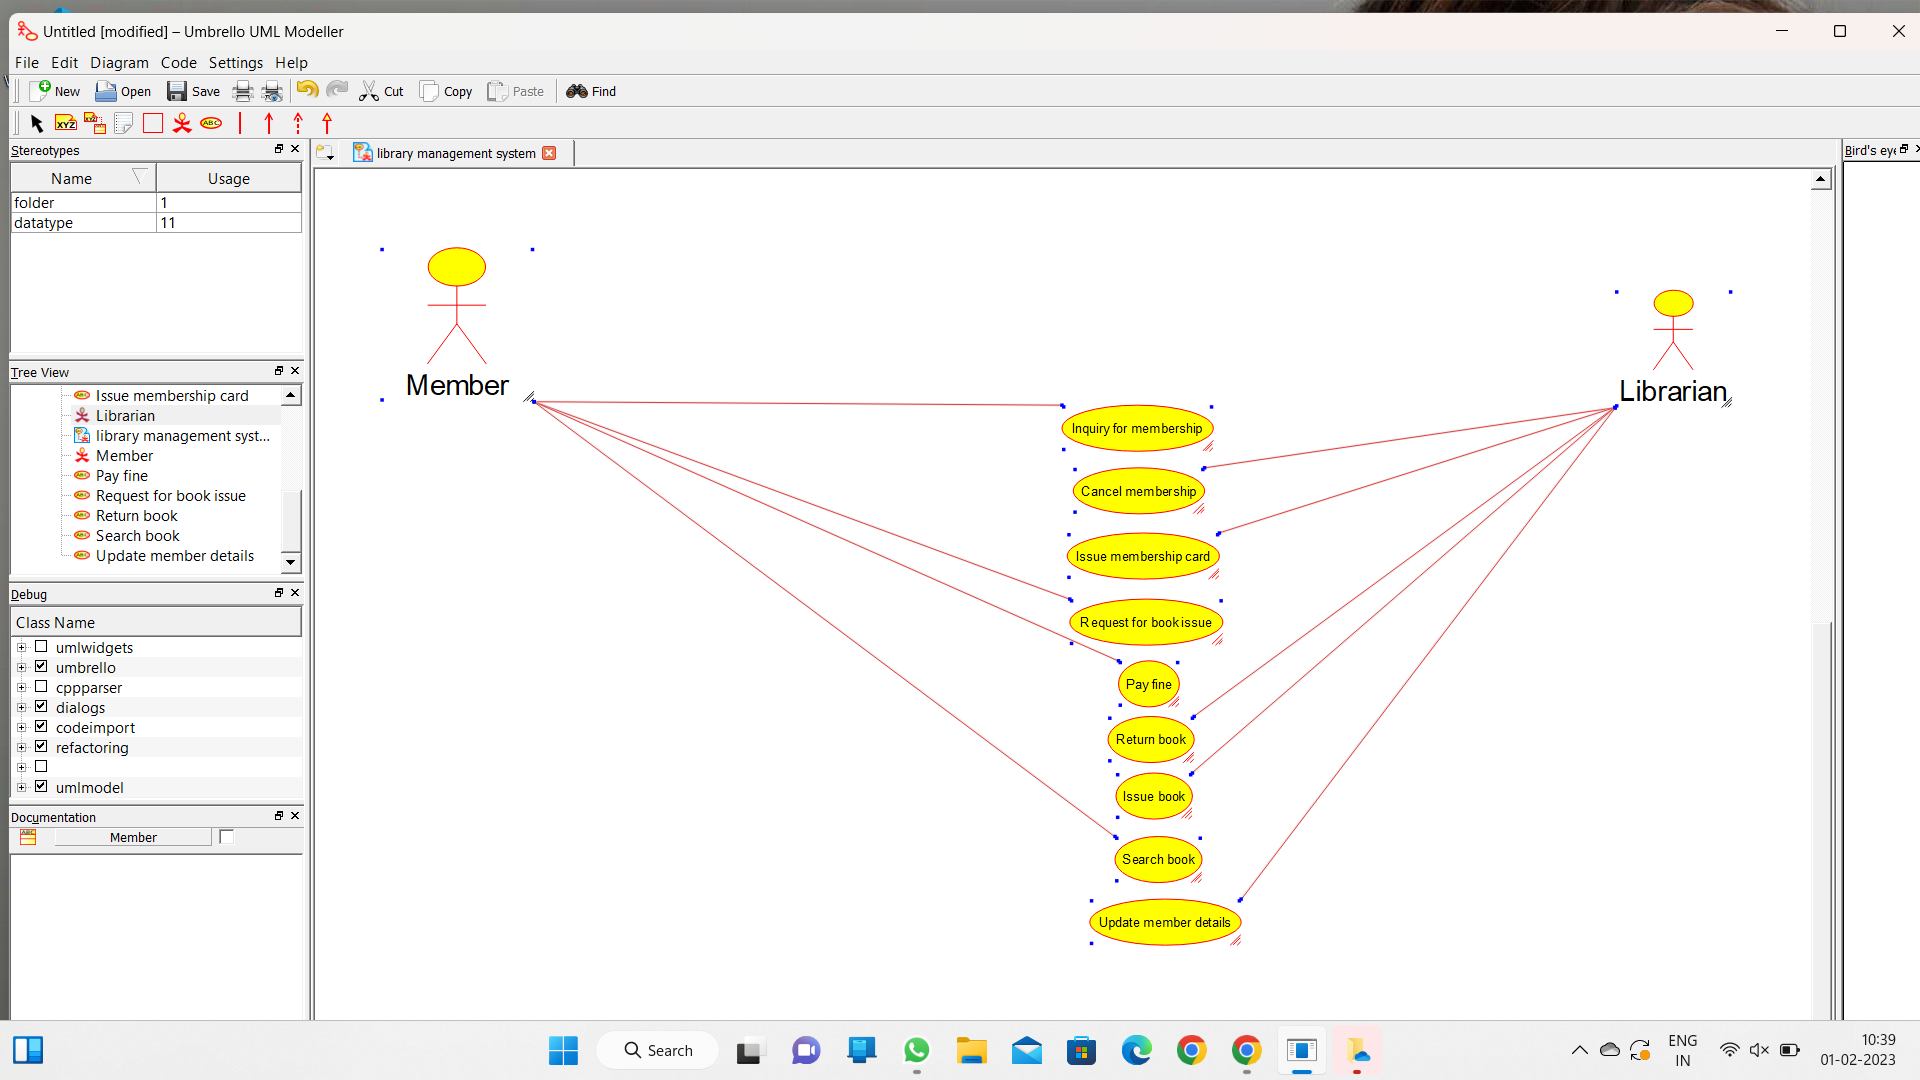 Untitled [modified] – Umbrello UML Modeller
File Edit Diagram Code Settings Help
New Open Save Cut Copy Paste Find
XYZ XYZ ABC
Stereotypes
Name Usage
folder 1
datatype 11
Tree View
Issue membership card
Librarian
library management syst...
Member
Pay fine
Request for book issue
Return book
Search book
Update member details
Debug
Class Name
umlwidgets
umbrello
cppparser
dialogs
codeimport
refactoring
umlmodel
Documentation
Member
library management system
Bird's eye
Member
Librarian
Inquiry for membership
Cancel membership
Issue membership card
Request for book issue
Pay fine
Return book
Issue book
Search book
Update member details
Search
ENG
IN
10:39
01-02-2023